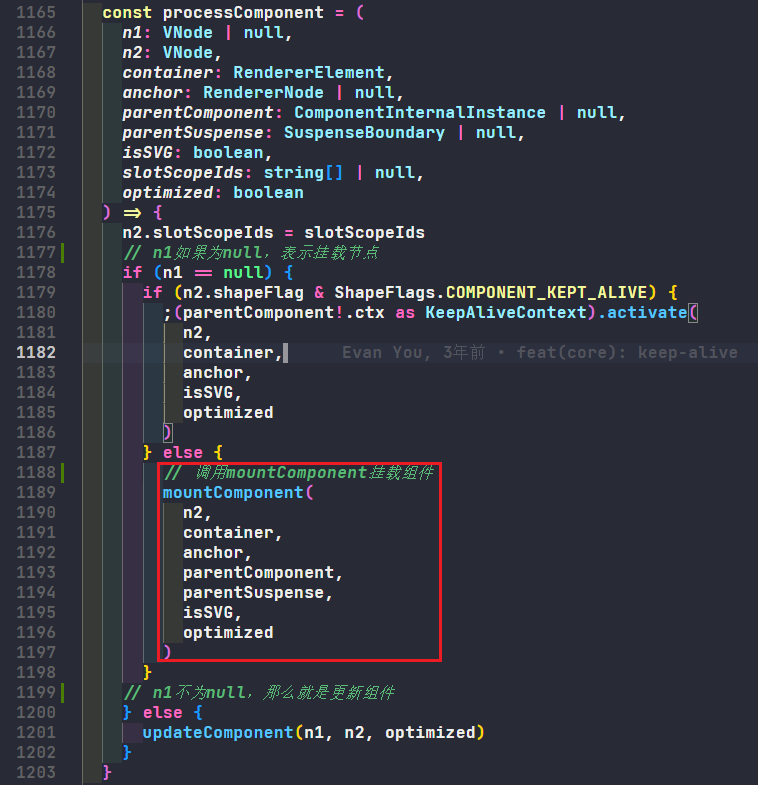 1165 const processComponent = (
1166 n1: VNode | null,
1167 n2: VNode,
1168 container: RendererElement,
1169 anchor: RendererNode | null,
1170 parentComponent: ComponentInternalInstance | null,
1171 parentSuspense: SuspenseBoundary | null,
1172 isSVG: boolean,
1173 slotScopeIds: string[] | null,
1174 optimized: boolean
1175 ) => {
1176 n2.slotScopeIds = slotScopeIds
1177 // n1如果为null，表示挂载节点
1178 if (n1 == null) {
1179 if (n2.shapeFlag & ShapeFlags.COMPONENT_KEPT_ALIVE) {
1180 ;(parentComponent!.ctx as KeepAliveContext).activate(
1181 n2,
1182 container, Evan You, 3年前 • feat(core): keep-alive
1183 anchor,
1184 isSVG,
1185 optimized
1186 )
1187 } else {
1188 // 调用mountComponent挂载组件
1189 mountComponent(
1190 n2,
1191 container,
1192 anchor,
1193 parentComponent,
1194 parentSuspense,
1195 isSVG,
1196 optimized
1197 )
1198 }
1199 // n1不为null，那么就是更新组件
1200 } else {
1201 updateComponent(n1, n2, optimized)
1202 }
1203 }